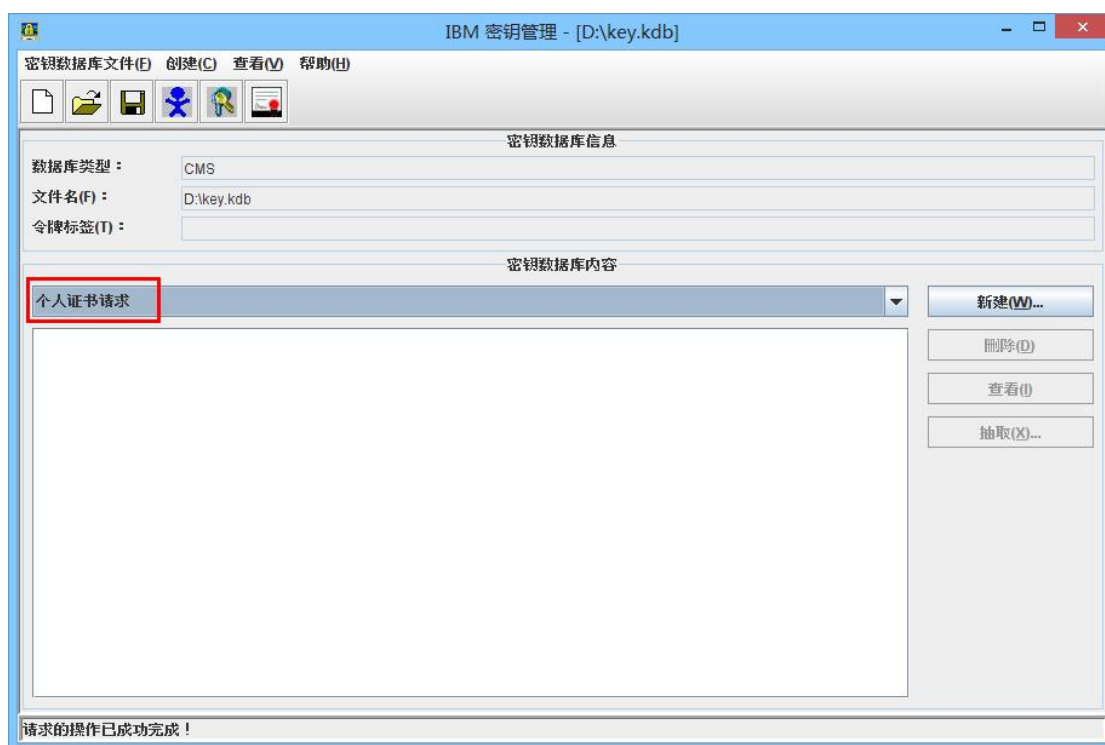 IBM 密钥管理 - [D:\key.kdb]
密钥数据库文件(F) 创建(C) 查看(V) 帮助(H)
密钥数据库信息
数据库类型： CMS
文件名(F)： D:\key.kdb
令牌标签(T)：
密钥数据库内容
个人证书请求 新建(W)...
删除(D)
查看(I)
抽取(X)...
请求的操作已成功完成！